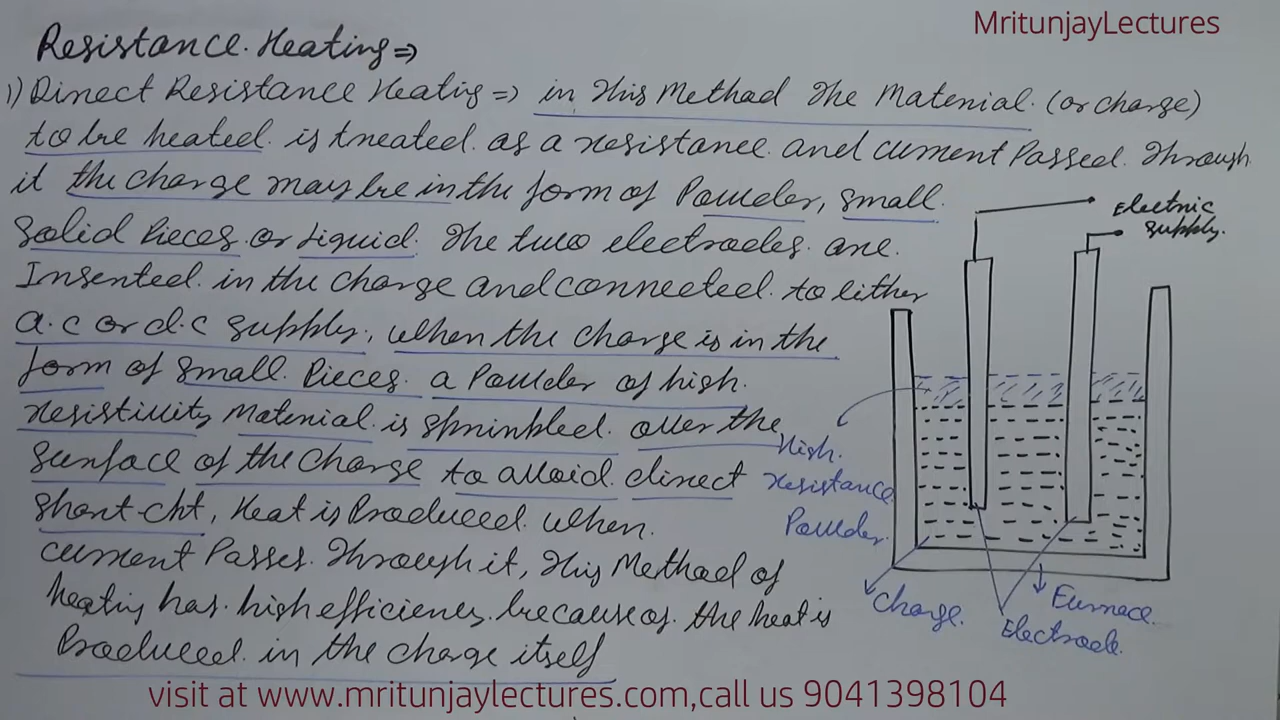 MritunjayLectures
Resistance Heating ⇒
1) Direct Resistance Heating ⇒ in This Method The Material (or charge)
to be heated is treated as a resistance and current Passed Through
it the charge may be in the form of Powder, small
Solid Pieces or Liquid. The two electrodes are
Inserted in the charge and connected to either
a.c or d.c supply, when the charge is in the
form of small Pieces a Powder of high
resistivity Material is sprinkled over the
surface of the charge to avoid direct
short-ckt, Heat is Produced when
current Passes Through it, This Method of
heating has high efficiency because of the heat is
Produced in the charge itself
Electric
supply.
High
resistance
Powder
Charge
Electrode
Furnace
visit at www.mritunjaylectures.com,call us 9041398104